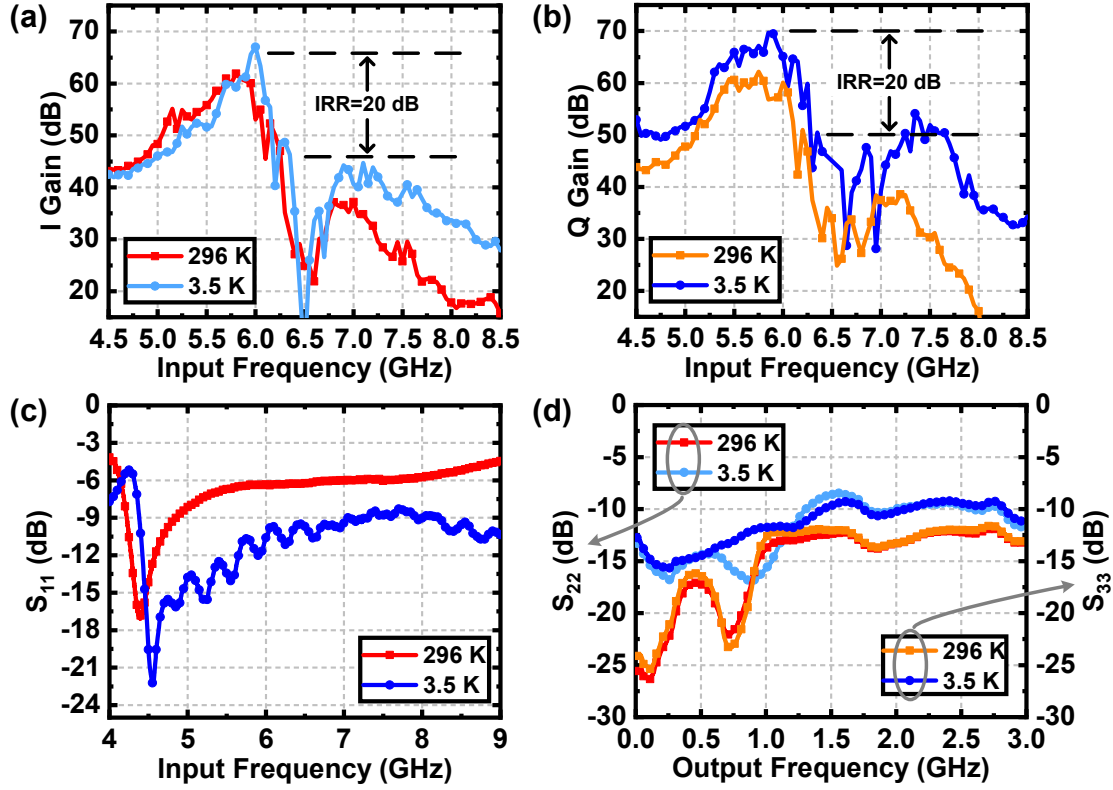 (a)
I Gain (dB)
70
60
50
40
30
20
IRR=20 dB
296 K
3.5 K
4.5 5.0 5.5 6.0 6.5 7.0 7.5 8.0 8.5
Input Frequency (GHz)
(b)
Q Gain (dB)
70
60
50
40
30
20
IRR=20 dB
296 K
3.5 K
4.5 5.0 5.5 6.0 6.5 7.0 7.5 8.0 8.5
Input Frequency (GHz)
(c)
S11 (dB)
0
-3
-6
-9
-12
-15
-18
-21
-24
296 K
3.5 K
4 5 6 7 8 9
Input Frequency (GHz)
(d)
S22 (dB)
0
-5
-10
-15
-20
-25
-30
296 K
3.5 K
296 K
3.5 K
0.0 0.5 1.0 1.5 2.0 2.5 3.0
Output Frequency (GHz)
0
-5
-10
-15
-20
-25
-30
S33 (dB)